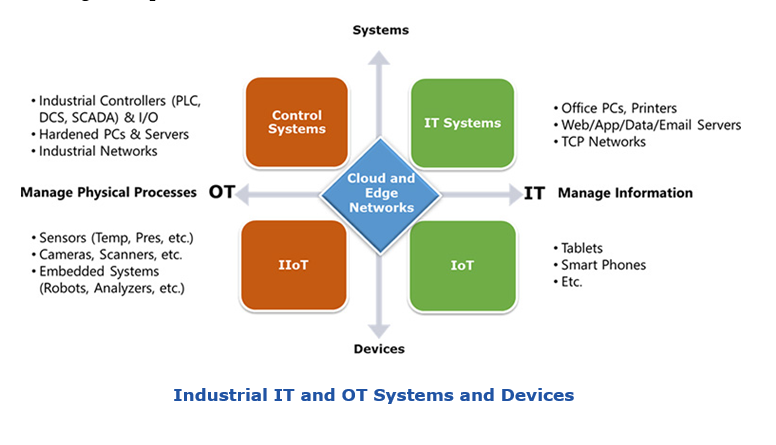 Systems
• Industrial Controllers (PLC,
DCS, SCADA) & I/O
• Hardened PCs & Servers
• Industrial Networks
Control
Systems
IT Systems
• Office PCs, Printers
• Web/App/Data/Email Servers
• TCP Networks
Manage Physical Processes OT
Cloud and
Edge
Networks
IT Manage Information
• Sensors (Temp, Pres, etc.)
• Cameras, Scanners, etc.
• Embedded Systems
(Robots, Analyzers, etc.)
IIoT
IoT
• Tablets
• Smart Phones
• Etc.
Devices
Industrial IT and OT Systems and Devices